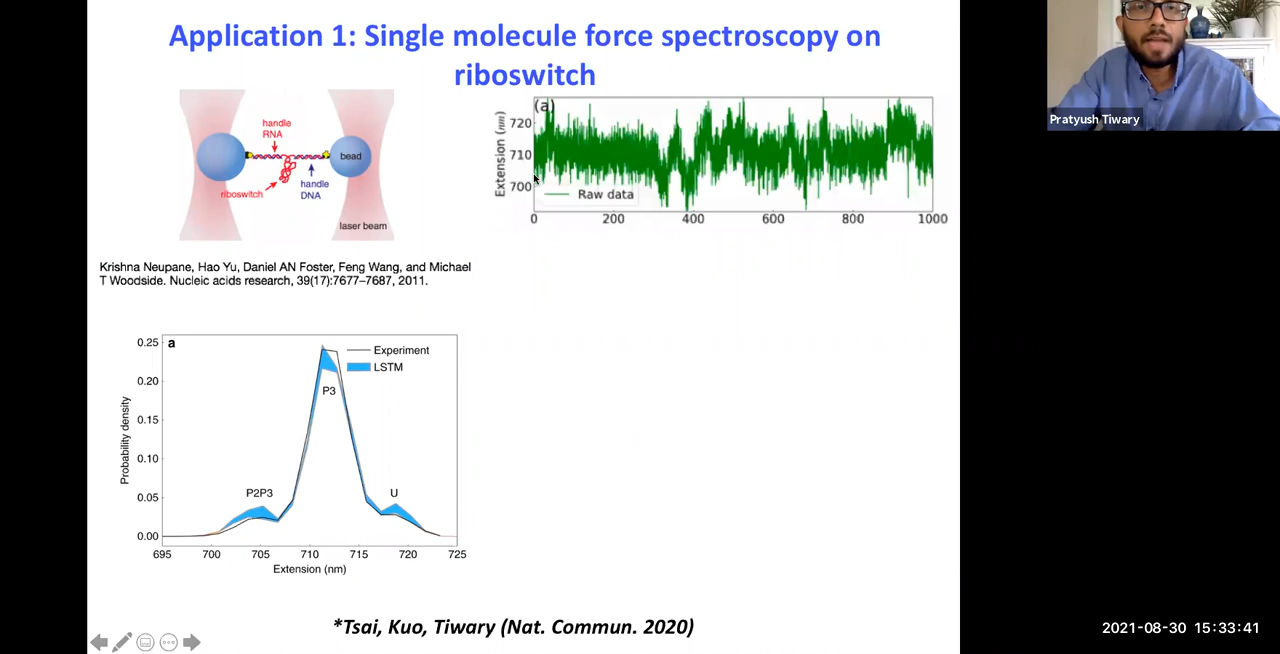 Application 1: Single molecule force spectroscopy on
riboswitch
handle
RNA
bead
riboswitch
handle
DNA
laser beam
(a)
Extension (nm)
720
710
700
Raw data
0 200 400 600 800 1000
Pratyush Tiwary
Krishna Neupane, Hao Yu, Daniel AN Foster, Feng Wang, and Michael
T Woodside. Nucleic acids research, 39(17):7677–7687, 2011.
a
Experiment
LSTM
P3
P2P3
U
Probability density
0.25
0.20
0.15
0.10
0.05
0.00
695 700 705 710 715 720 725
Extension (nm)
*Tsai, Kuo, Tiwary (Nat. Commun. 2020)
2021-08-30 15:33:41